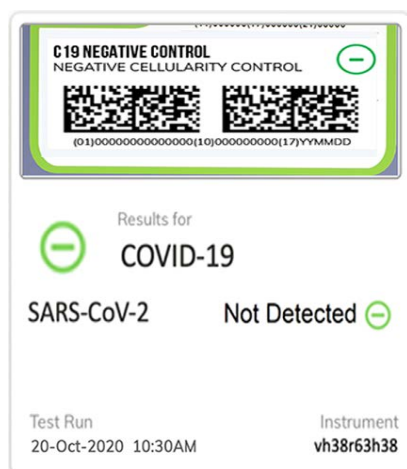 C19 NEGATIVE CONTROL
NEGATIVE CELLULARITY CONTROL
(01)00000000000000(10)000000000(17)YYMMDD
Results for
COVID-19
SARS-CoV-2 Not Detected
Test Run Instrument
20-Oct-2020 10:30AM vh38r63h38